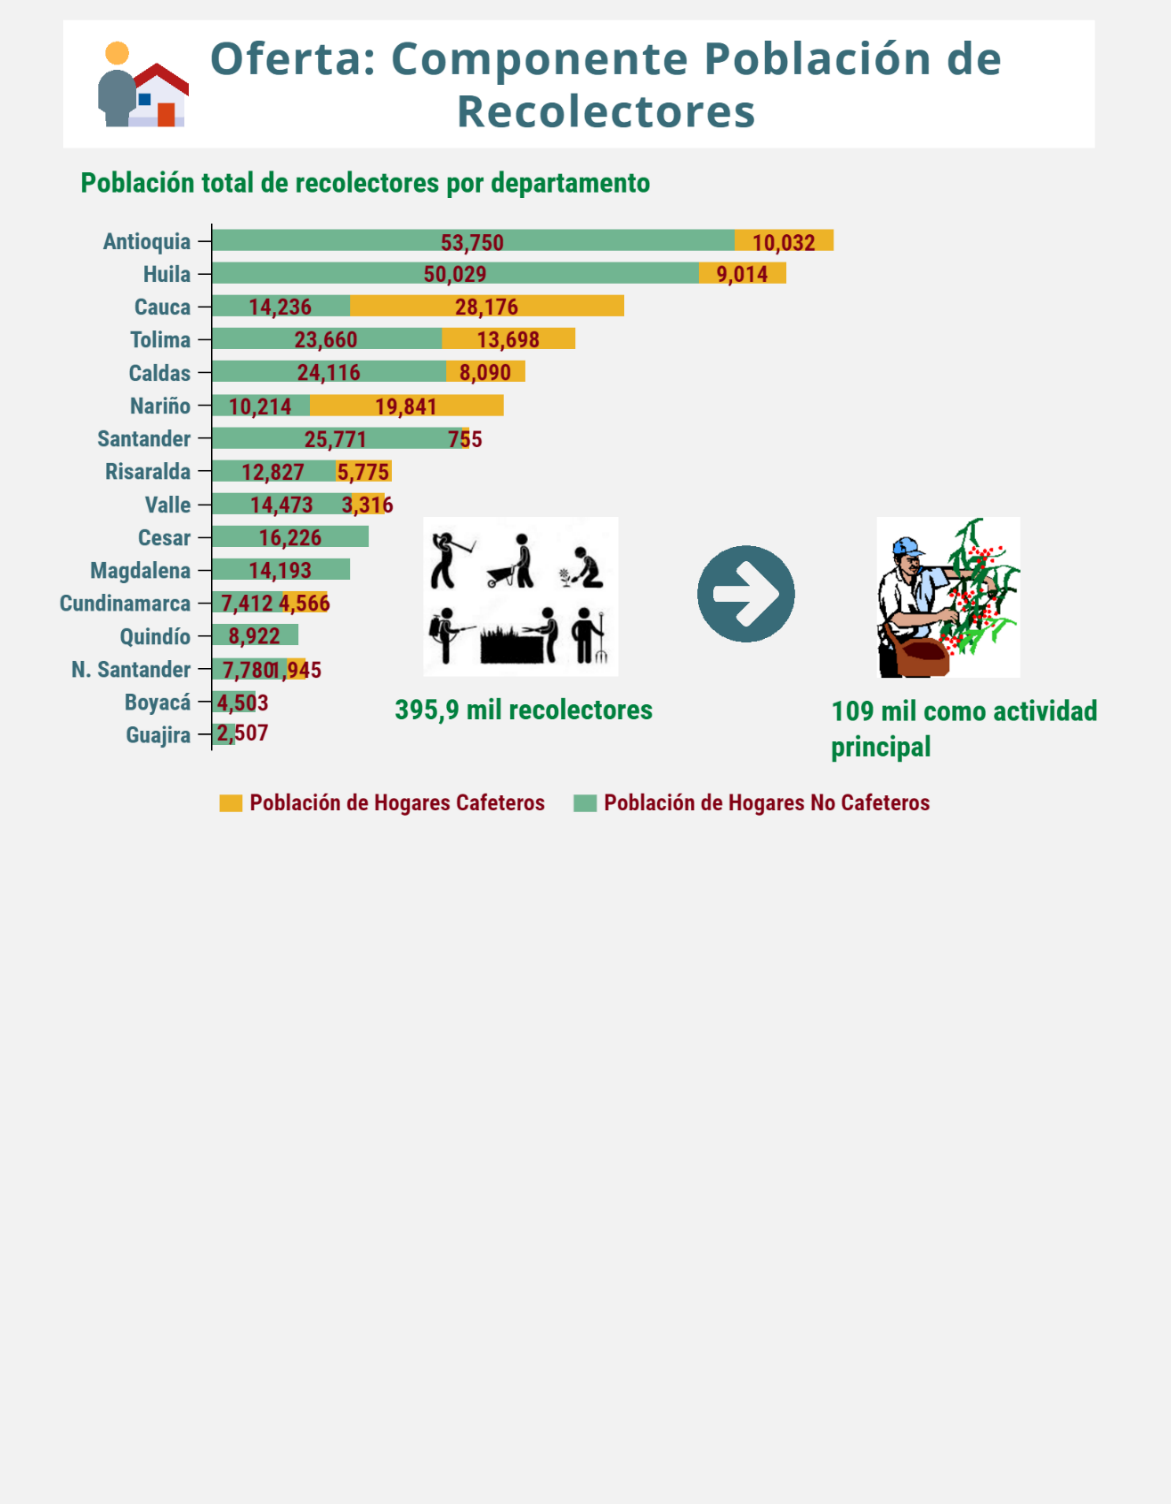 Oferta: Componente Población de
Recolectores
Población total de recolectores por departamento
Antioquia 53,750 10,032
Huila 50,029 9,014
Cauca 14,236 28,176
Tolima 23,660 13,698
Caldas 24,116 8,090
Nariño 10,214 19,841
Santander 25,771 755
Risaralda 12,827 5,775
Valle 14,473 3,316
Cesar 16,226
Magdalena 14,193
Cundinamarca 7,412 4,566
Quindío 8,922
N. Santander 7,780 1,945
Boyacá 4,503
Guajira 2,507
395,9 mil recolectores
109 mil como actividad
principal
Población de Hogares Cafeteros Población de Hogares No Cafeteros